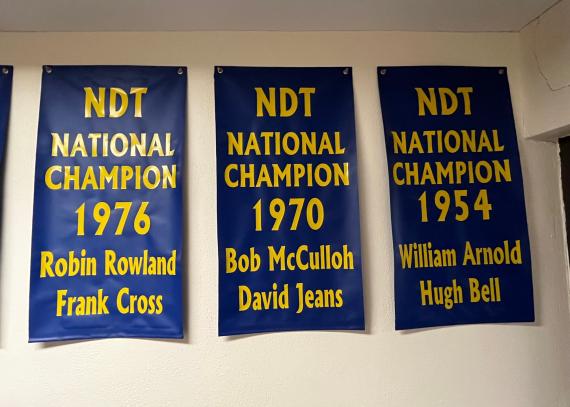 NDT
NATIONAL
CHAMPION
1976
Robin Rowland
Frank Cross
NDT
NATIONAL
CHAMPION
1970
Bob McCulloh
David Jeans
NDT
NATIONAL
CHAMPION
1954
William Arnold
Hugh Bell